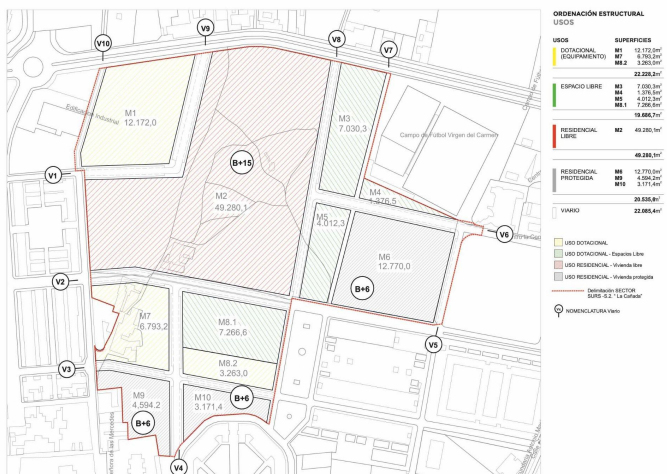 ORDENACIÓN ESTRUCTURAL
USOS
USOS SUPERFICIES
DOTACIONAL M1 12.172,0m²
(EQUIPAMIENTO) M7 6.793,2m²
M8.2 3.263,0m²
22.228,2m²
ESPACIO LIBRE M3 7.030,3m²
M4 1.376,5m²
M5 4.012,3m²
M8.1 7.266,6m²
19.686,7m²
RESIDENCIAL M2 49.280,1m²
LIBRE
49.280,1m²
RESIDENCIAL M6 12.770,0m²
PROTEGIDA M9 4.594,2m²
M10 3.171,4m²
20.535,6m²
VIARIO 22.085,4m²
USO DOTACIONAL
USO DOTACIONAL - Espacios Libre
USO RESIDENCIAL - Vivienda libre
USO RESIDENCIAL - Vivienda protegida
Delimitación SECTOR
SURS -S.2. " La Cañada"
NOMENCLATURA Viario
V10
V9
V8
V7
M1
12.172,0
Edificación Industrial
M3
7.030,3
Campo de Fútbol Virgen del Carmen
B+15
V1
M2
49.280,1
M4
1.376,5
M5
4.012,3
V6
M6
12.770,0
V2
B+6
M7
6.793,2
M8.1
7.266,6
V5
M8.2
3.263,0
V3
M9
4.594,2
M10
3.171,4
B+6
B+6
V4